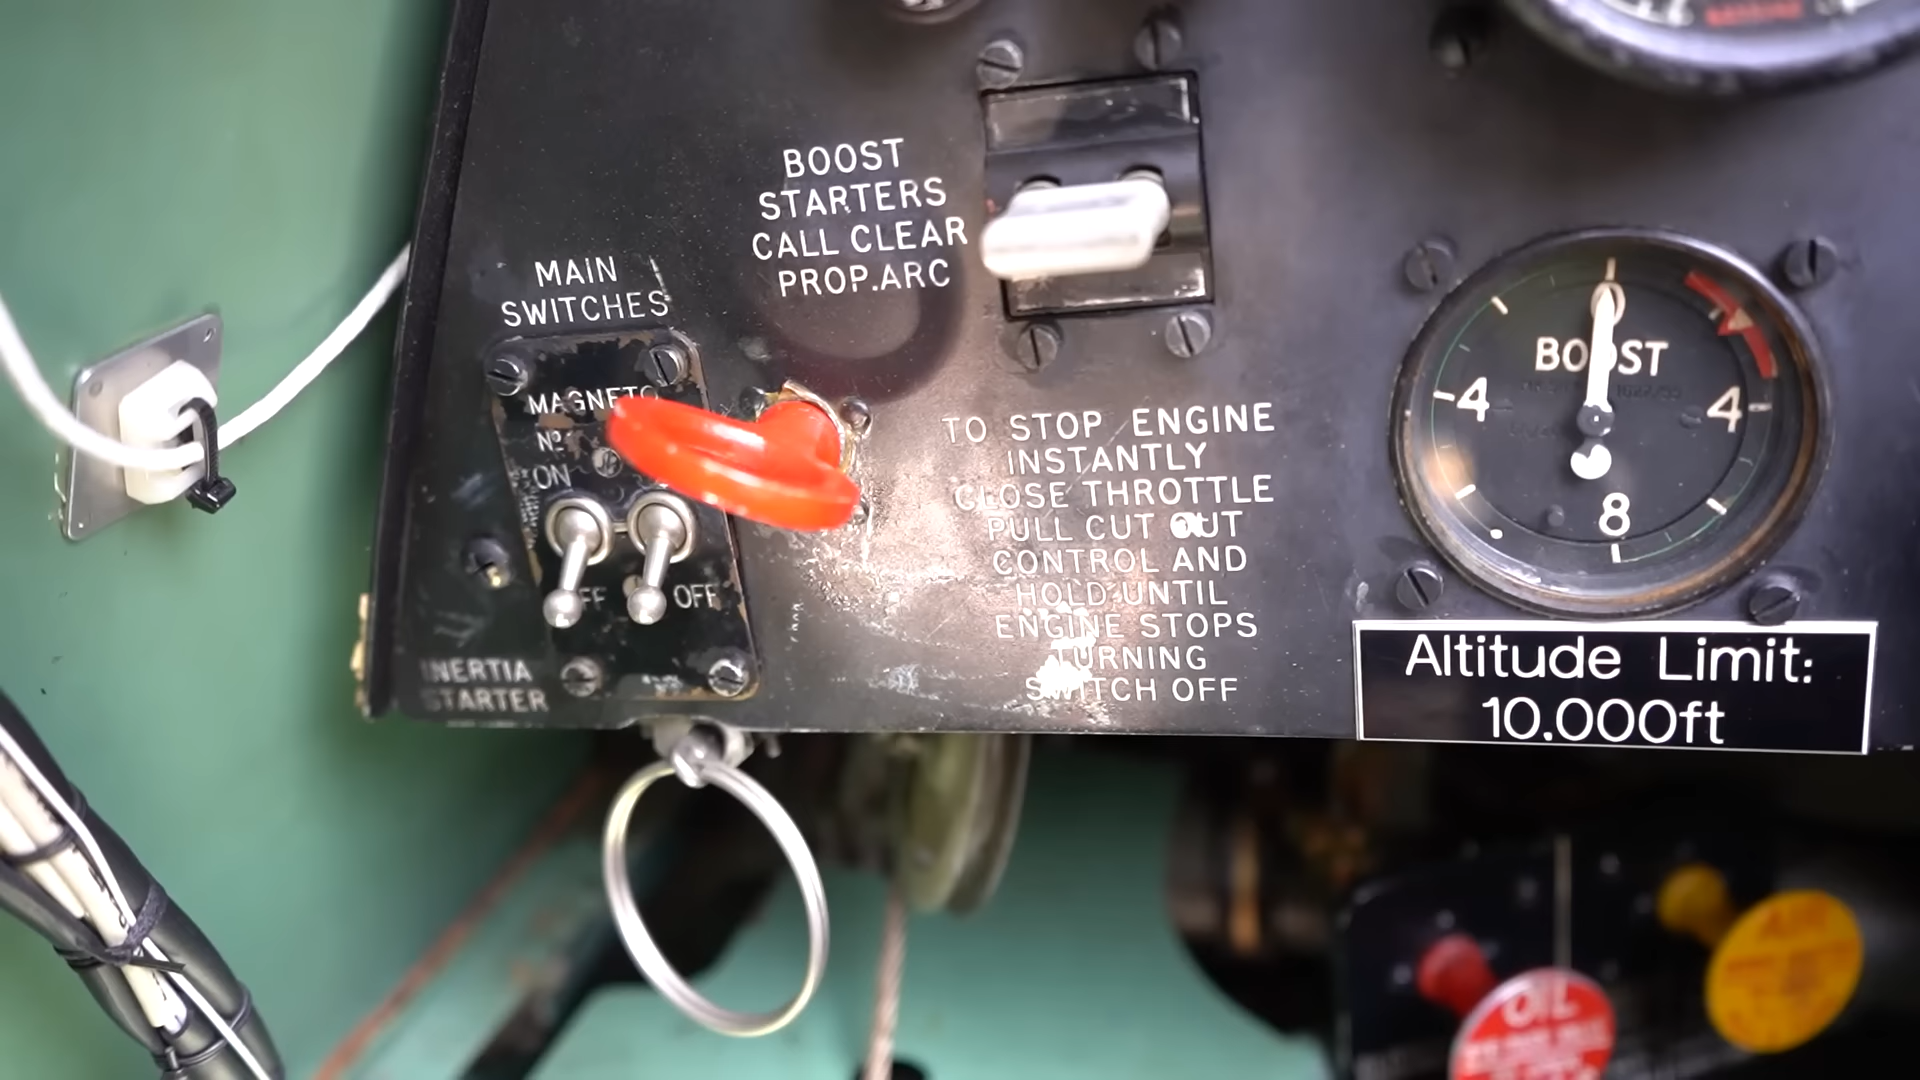 BOOST
STARTERS
CALL CLEAR
PROP.ARC
MAIN
SWITCHES
MAGNETO
Nº
ON
OFF
INERTIA
STARTER
TO STOP ENGINE
INSTANTLY
CLOSE THROTTLE
PULL CUT OUT
CONTROL AND
HOLD UNTIL
ENGINE STOPS
TURNING
SWITCH OFF
BOOST
-4
4
8
Altitude Limit:
10.000ft
OIL
AIR